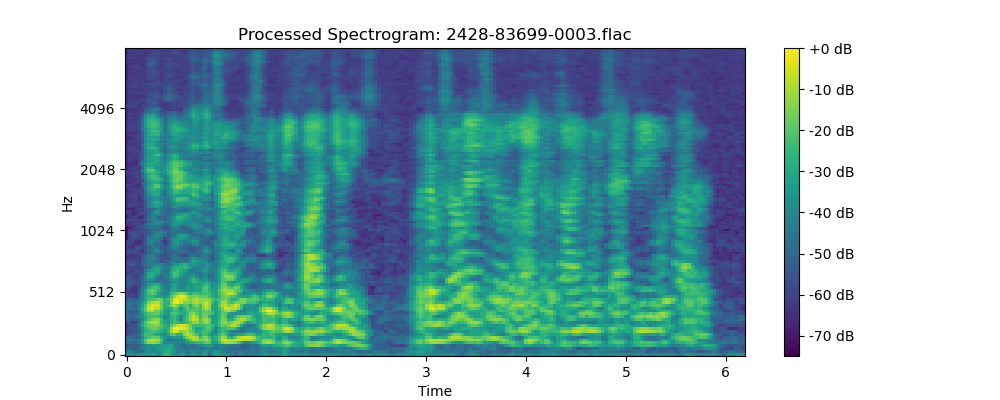 Processed Spectrogram: 2428-83699-0003.flac
Hz
4096
2048
1024
512
0
0 1 2 3 4 5 6
Time
+0 dB
-10 dB
-20 dB
-30 dB
-40 dB
-50 dB
-60 dB
-70 dB